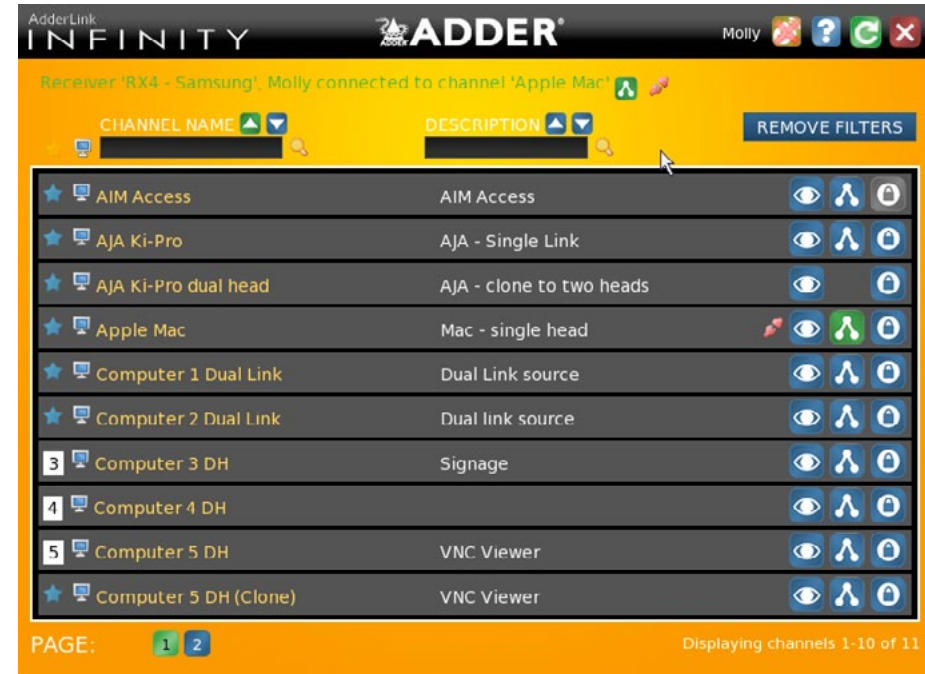 AdderLink
INFINITY
ADDER
ADDER®
Molly ?
Receiver 'RX4 - Samsung', Molly connected to channel 'Apple Mac'
CHANNEL NAME DESCRIPTION
REMOVE FILTERS
AIM Access AIM Access
AJA Ki-Pro AJA - Single Link
AJA Ki-Pro dual head AJA - clone to two heads
Apple Mac Mac - single head
Computer 1 Dual Link Dual Link source
Computer 2 Dual Link Dual link source
3 Computer 3 DH Signage
4 Computer 4 DH
5 Computer 5 DH VNC Viewer
Computer 5 DH (Clone) VNC Viewer
PAGE: 1 2 Displaying channels 1-10 of 11